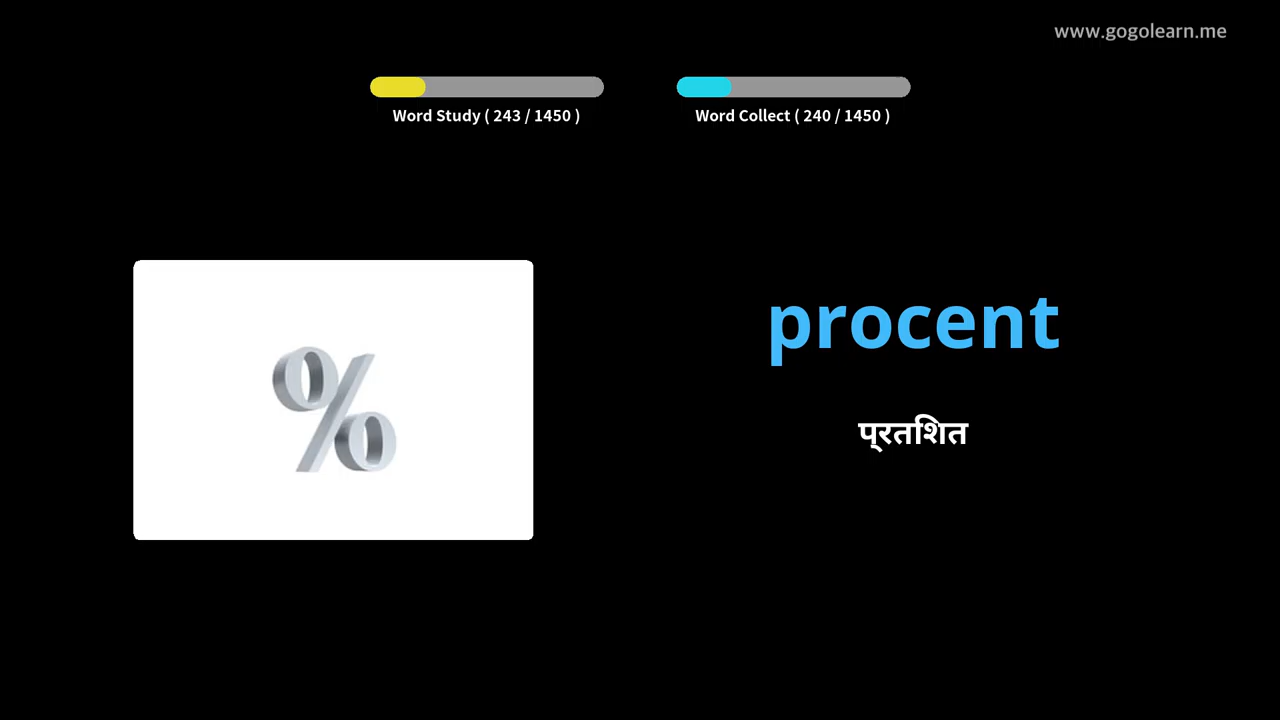 www.gogolearn.me
Word Study ( 243 / 1450 )
Word Collect ( 240 / 1450 )
%
procent
प्रतिशत